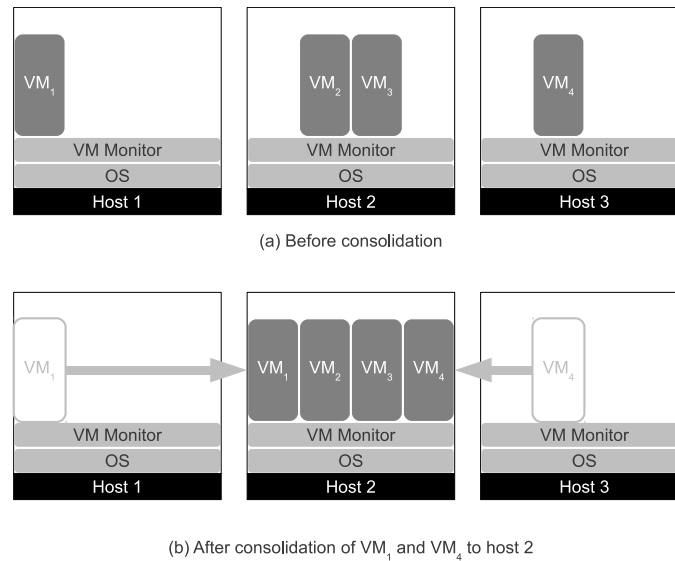 VM₁ VM₂ VM₃ VM₄
VM Monitor VM Monitor VM Monitor
OS OS OS
Host 1 Host 2 Host 3
(a) Before consolidation
VM₁ VM₁ VM₂ VM₃ VM₄ VM₄
VM Monitor VM Monitor VM Monitor
OS OS OS
Host 1 Host 2 Host 3
(b) After consolidation of VM₁ and VM₄ to host 2